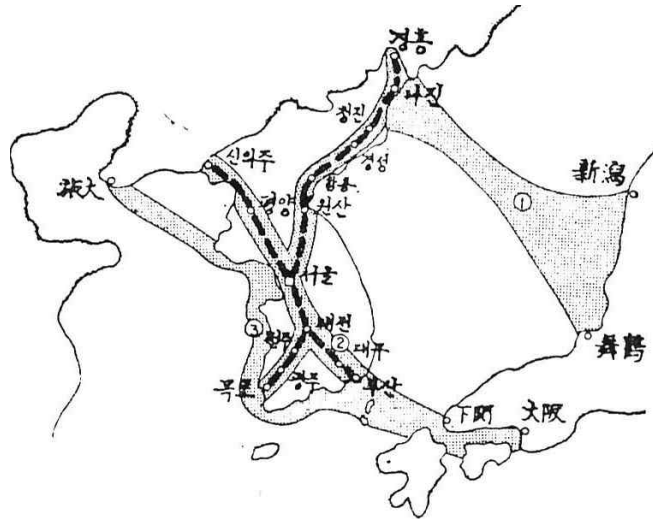 경흥
나진
청진
경성
함흥
신의주
평양
원산
서울
대전
대구
부산
전주
광주
목포
新潟
舞鶴
下関
大阪
①
②
③